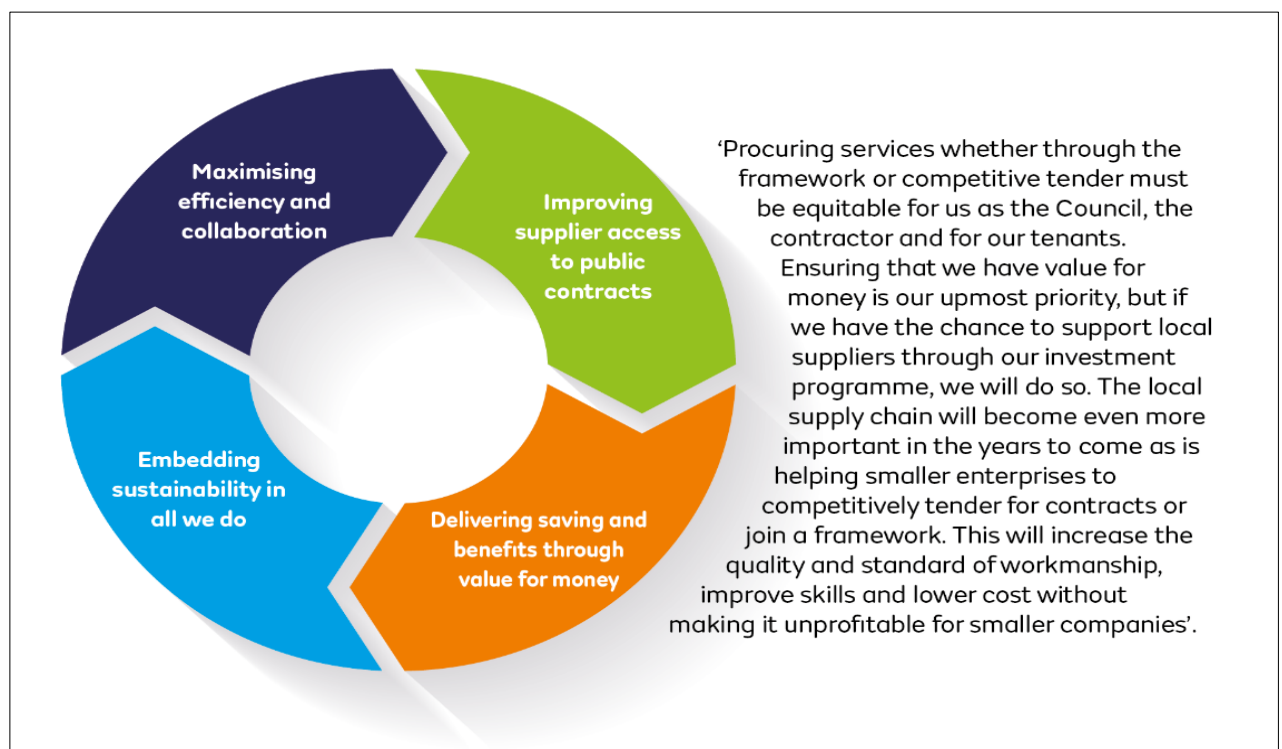 Maximising
efficiency and
collaboration
Improving
supplier access
to public
contracts
Embedding
sustainability in
all we do
Delivering saving and
benefits through
value for money
‘Procuring services whether through the
framework or competitive tender must
be equitable for us as the Council, the
contractor and for our tenants.
Ensuring that we have value for
money is our upmost priority, but if
we have the chance to support local
suppliers through our investment
programme, we will do so. The local
supply chain will become even more
important in the years to come as is
helping smaller enterprises to
competitively tender for contracts or
join a framework. This will increase the
quality and standard of workmanship,
improve skills and lower cost without
making it unprofitable for smaller companies’.